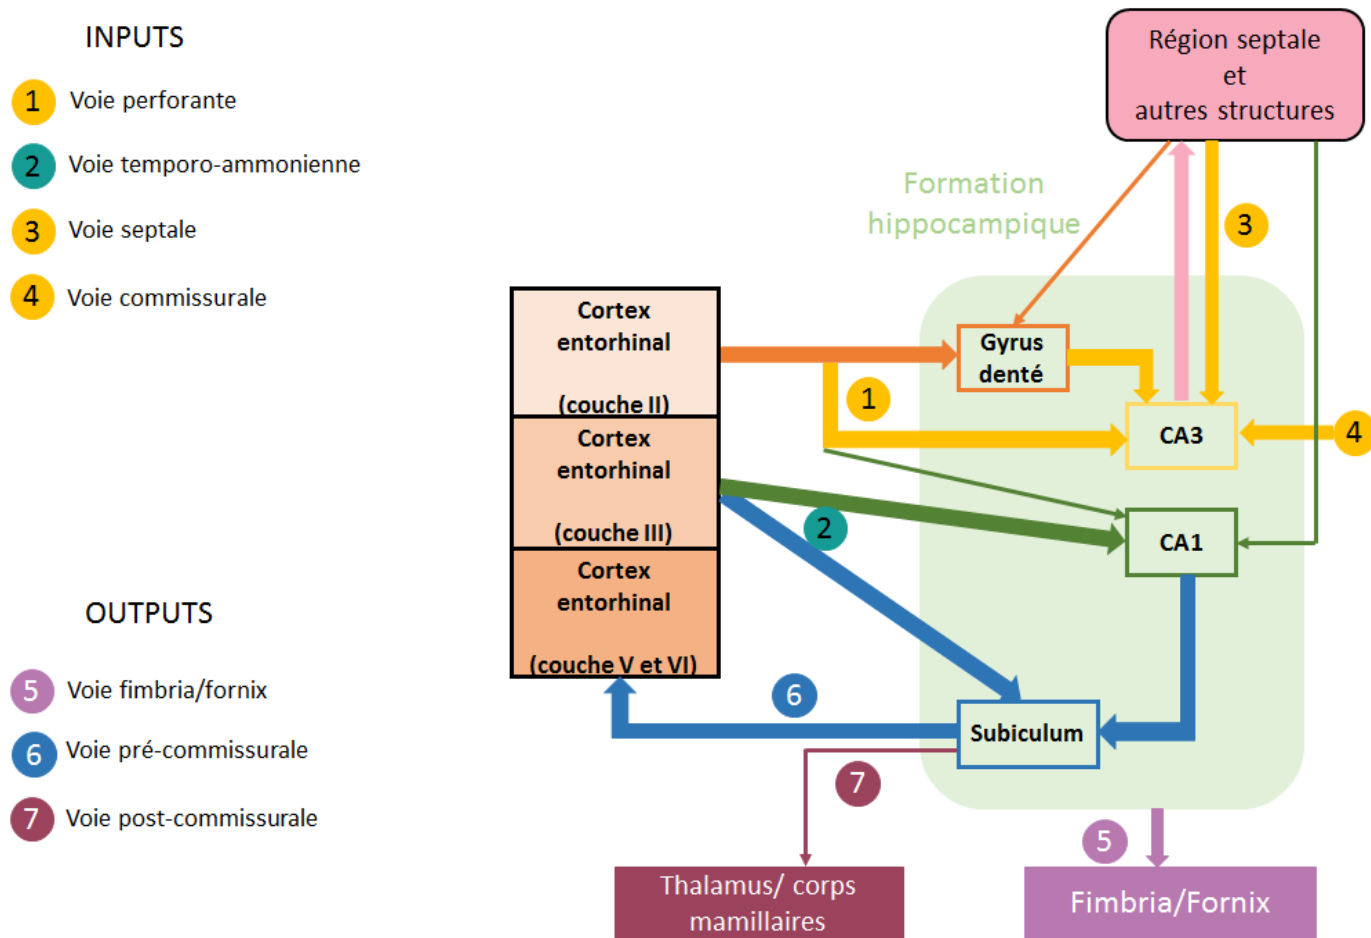 INPUTS
1 Voie perforante
2 Voie temporo-ammonienne
3 Voie septale
4 Voie commissurale
OUTPUTS
5 Voie fimbria/fornix
6 Voie pré-commissurale
7 Voie post-commissurale
Région septale
et
autres structures
Formation
hippocampique
3
Cortex
entorhinal
(couche II)
Cortex
entorhinal
(couche III)
Cortex
entorhinal
(couche V et VI)
Gyrus
denté
1
CA3
4
2
CA1
6
Subiculum
7
5
Thalamus/ corps
mamillaires
Fimbria/Fornix